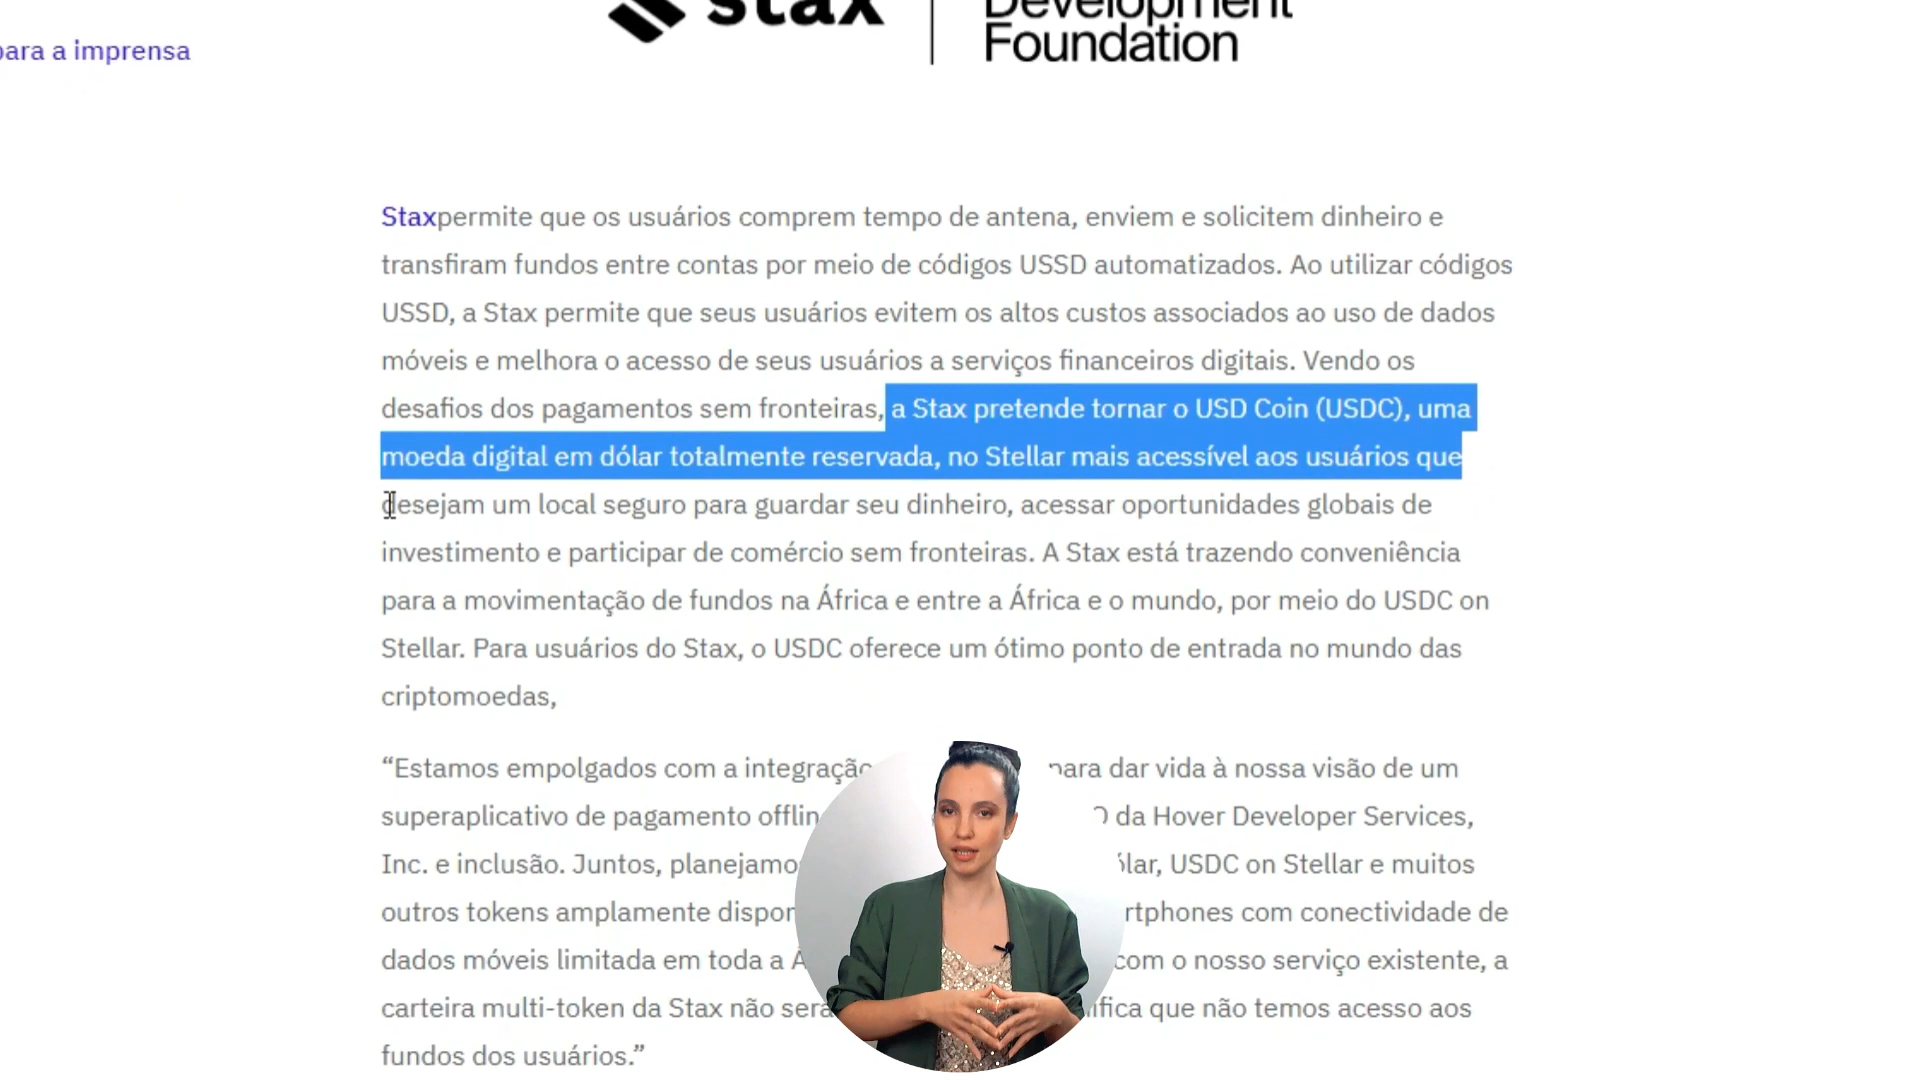 stax
Development
Foundation
para a imprensa
Staxpermite que os usuários comprem tempo de antena, enviem e solicitem dinheiro e
transfiram fundos entre contas por meio de códigos USSD automatizados. Ao utilizar códigos
USSD, a Stax permite que seus usuários evitem os altos custos associados ao uso de dados
móveis e melhora o acesso de seus usuários a serviços financeiros digitais. Vendo os
desafios dos pagamentos sem fronteiras, a Stax pretende tornar o USD Coin (USDC), uma
moeda digital em dólar totalmente reservada, no Stellar mais acessível aos usuários que
desejam um local seguro para guardar seu dinheiro, acessar oportunidades globais de
investimento e participar de comércio sem fronteiras. A Stax está trazendo conveniência
para a movimentação de fundos na África e entre a África e o mundo, por meio do USDC on
Stellar. Para usuários do Stax, o USDC oferece um ótimo ponto de entrada no mundo das
criptomoedas,
“Estamos empolgados com a integração para dar vida à nossa visão de um
superaplicativo de pagamento da Hover Developer Services,
Inc. e inclusão. Juntos, USDC on Stellar e muitos
outros tokens amplamente com conectividade de
dados móveis limitada em toda a com o nosso serviço existente, a
carteira multi-token da Stax não que não temos acesso aos
fundos dos usuários.”